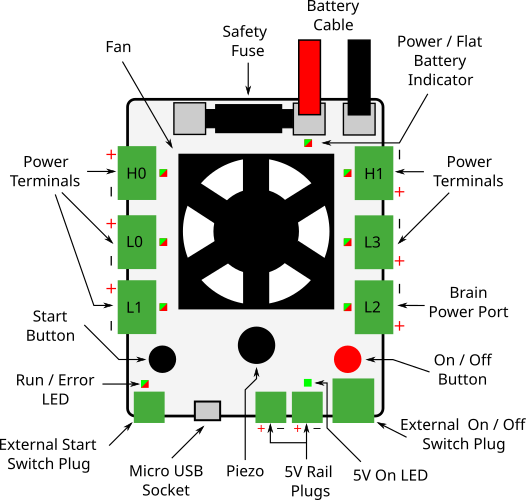 Battery
Cable
Safety
Fuse
Fan
Power / Flat
Battery
Indicator
Power
Terminals
+
H0
H1
Power
Terminals
+
+
L0
L3
+
+
L1
L2
+
Brain
Power Port
Start
Button
On / Off
Button
Run / Error
LED
External Start
Switch Plug
+ − + −
External On / Off
Switch Plug
Micro USB
Socket
Piezo
5V Rail
Plugs
5V On LED